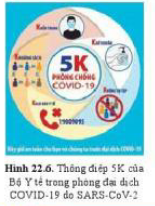 Khẩu trang
Khử khuẩn
Khoảng cách
5K
PHÒNG CHỐNG
COVID-19
Không tụ tập
Khai báo y tế
19009095
Hình 22.6. Thông điệp 5K của
Bộ Y tế trong phòng đại dịch
COVID-19 do SARS-CoV-2